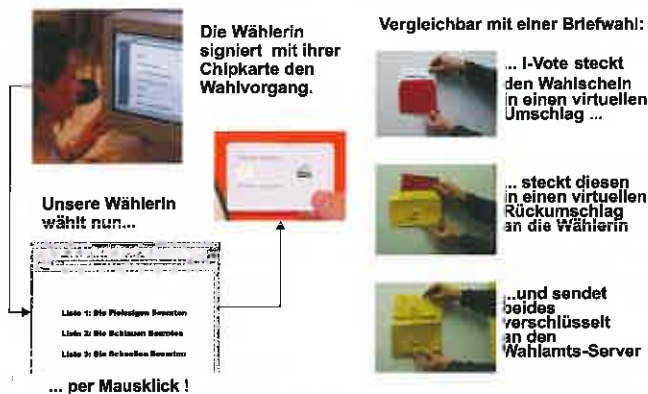 Die Wählerin
signiert mit ihrer
Chipkarte den
Wahlvorgang.
Unsere Wählerin
wählt nun...
Liste 1: Die Fleissigen Beamten
Liste 2: Die Schlauen Beamten
Liste 3: Die Schnellen Beamten
... per Mausklick !
Vergleichbar mit einer Briefwahl:
... I-Vote steckt
den Wahlschein
in einen virtuellen
Umschlag ...
... steckt diesen
in einen virtuellen
Rückumschlag
an die Wählerin
...und sendet
beides
verschlüsselt
an den
Wahlamts-Server